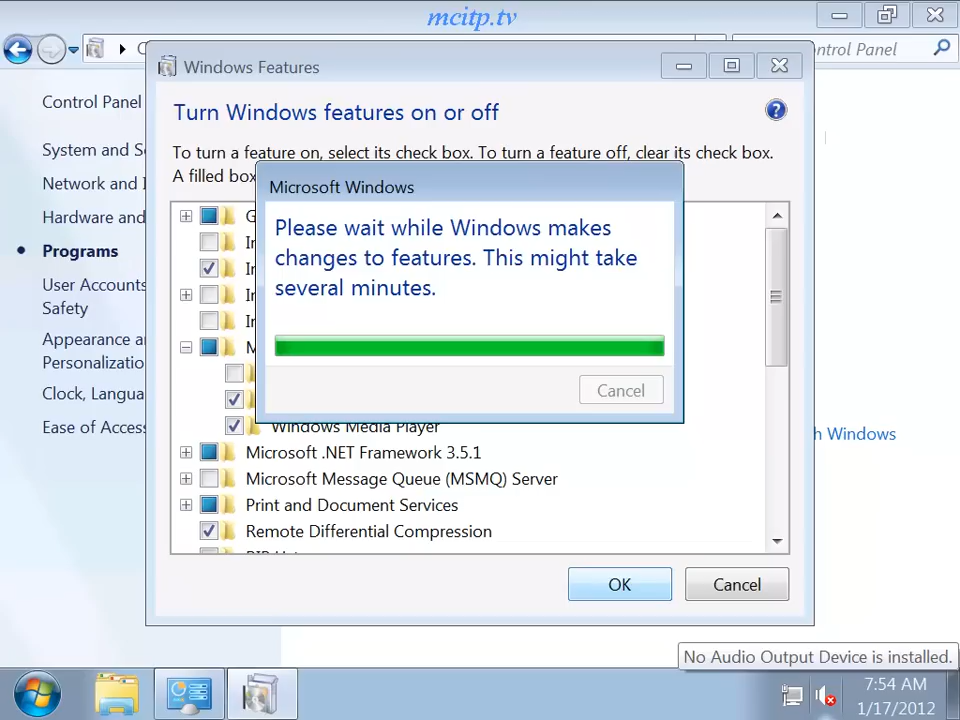 mcitp.tv
ntrol Panel
Windows Features
Control Panel
Turn Windows features on or off
System and S
Network and
Hardware and
Programs
User Accounts
Safety
Appearance a
Personalizatio
Clock, Langua
Ease of Access
To turn a feature on, select its check box. To turn a feature off, clear its check box.
A filled box
Microsoft Windows
Please wait while Windows makes
changes to features. This might take
several minutes.
Cancel
Windows Media Player
Microsoft .NET Framework 3.5.1
Microsoft Message Queue (MSMQ) Server
Print and Document Services
Remote Differential Compression
h Windows
OK
Cancel
No Audio Output Device is installed.
7:54 AM
1/17/2012